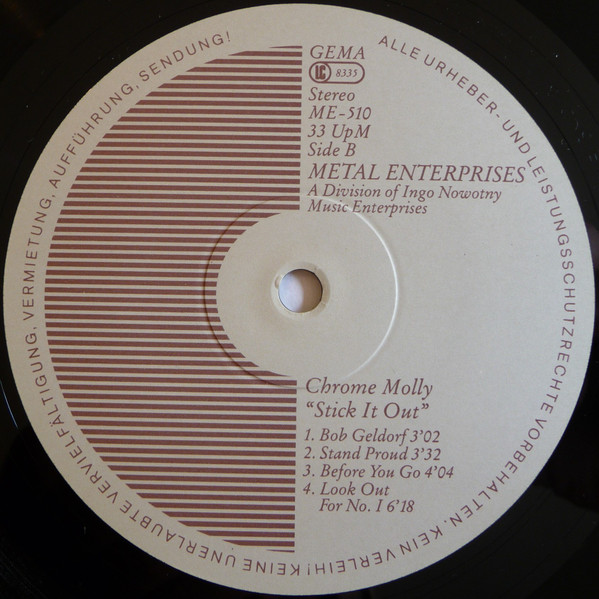 GEMA
LC 8335
Stereo
ME-510
33 UpM
Side B
METAL ENTERPRISES
A Division of Ingo Nowotny
Music Enterprises
Chrome Molly
“Stick It Out”
1. Bob Geldorf 3’02
2. Stand Proud 3’32
3. Before You Go 4’04
4. Look Out
For No. I 6’18
ALLE URHEBER- UND LEISTUNGSSCHUTZRECHTE VORBEHALTEN. KEIN VERLEIH! KEINE UNERLAUBTE VERVIELFÄLTIGUNG, VERMIETUNG, AUFFÜHRUNG, SENDUNG!